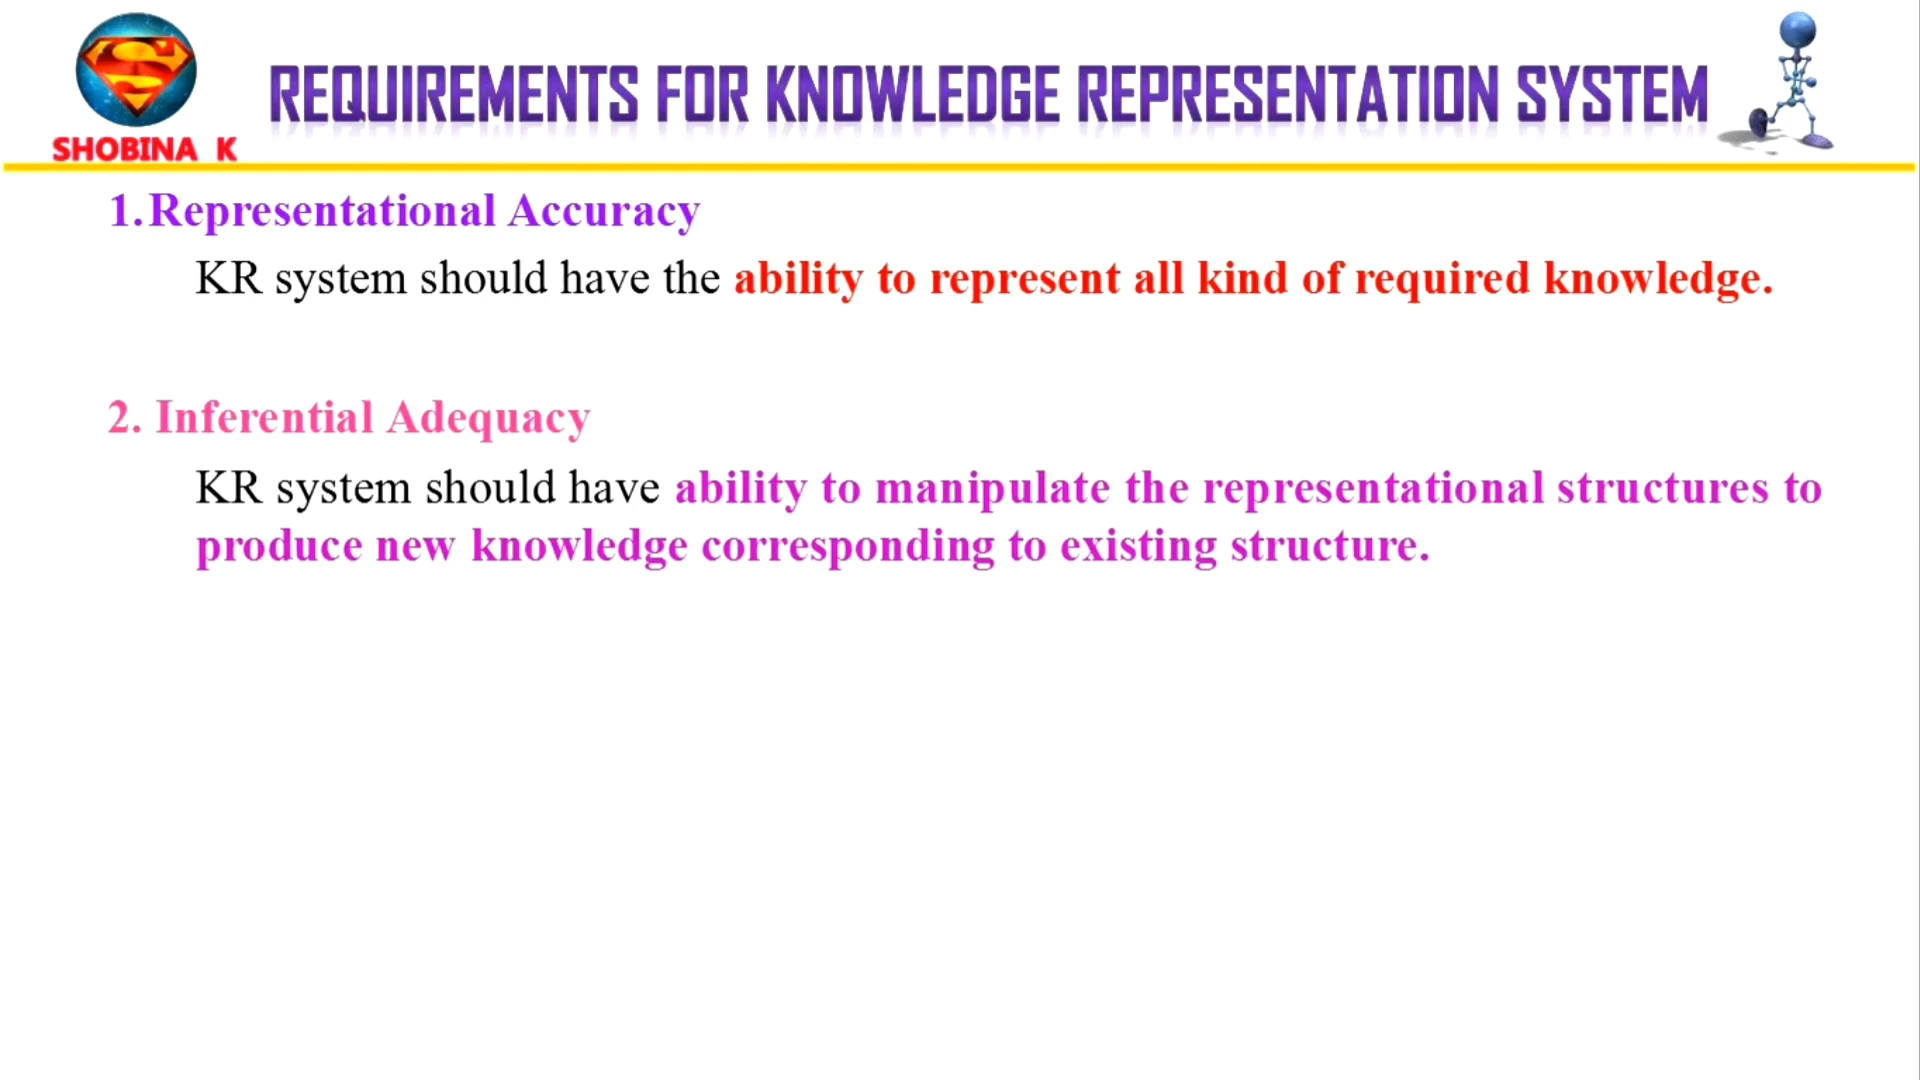 REQUIREMENTS FOR KNOWLEDGE REPRESENTATION SYSTEM
SHOBINA K
1. Representational Accuracy
KR system should have the ability to represent all kind of required knowledge.
2. Inferential Adequacy
KR system should have ability to manipulate the representational structures to
produce new knowledge corresponding to existing structure.